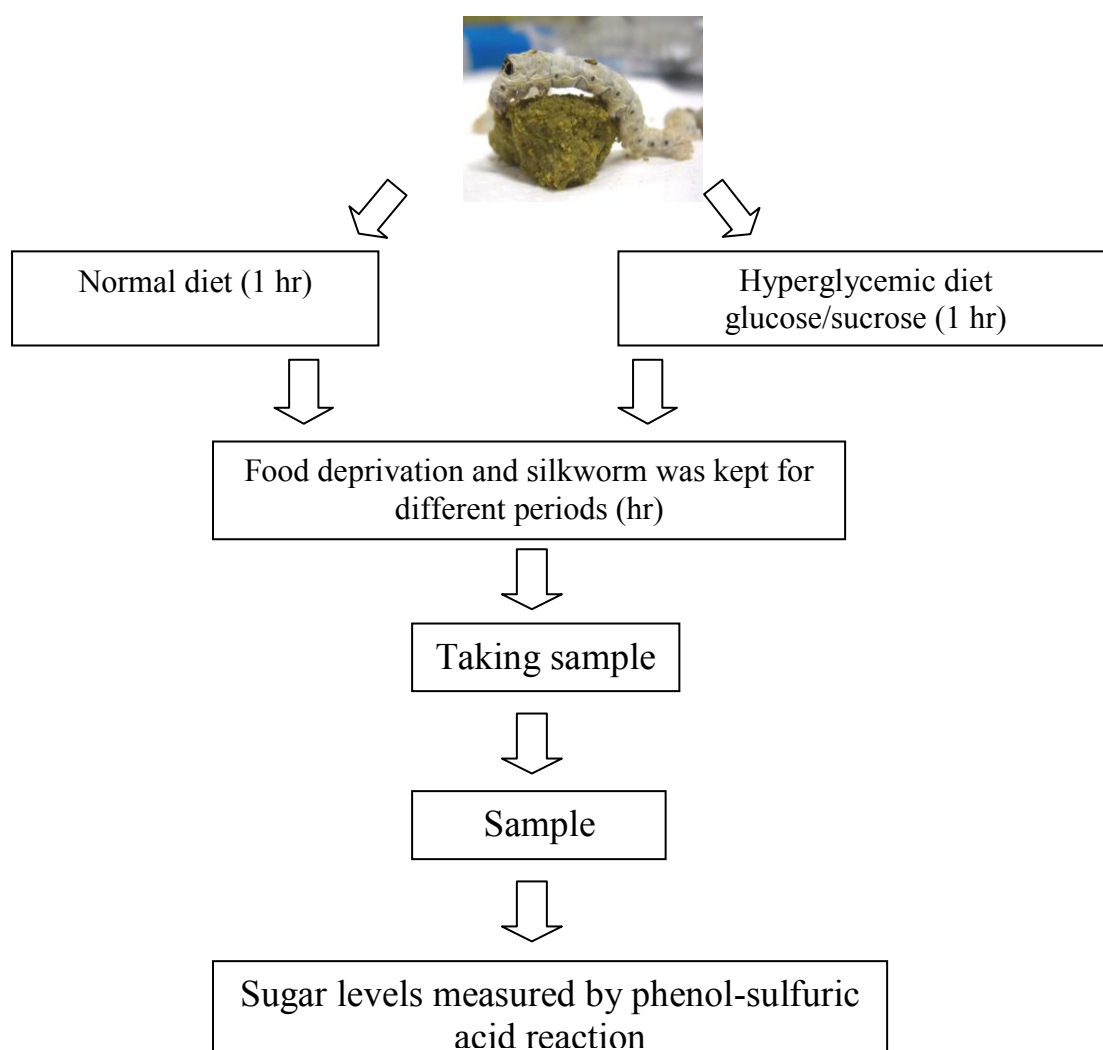 Normal diet (1 hr)
Hyperglycemic diet
glucose/sucrose (1 hr)
Food deprivation and silkworm was kept for
different periods (hr)
Taking sample
Sample
Sugar levels measured by phenol-sulfuric
acid reaction